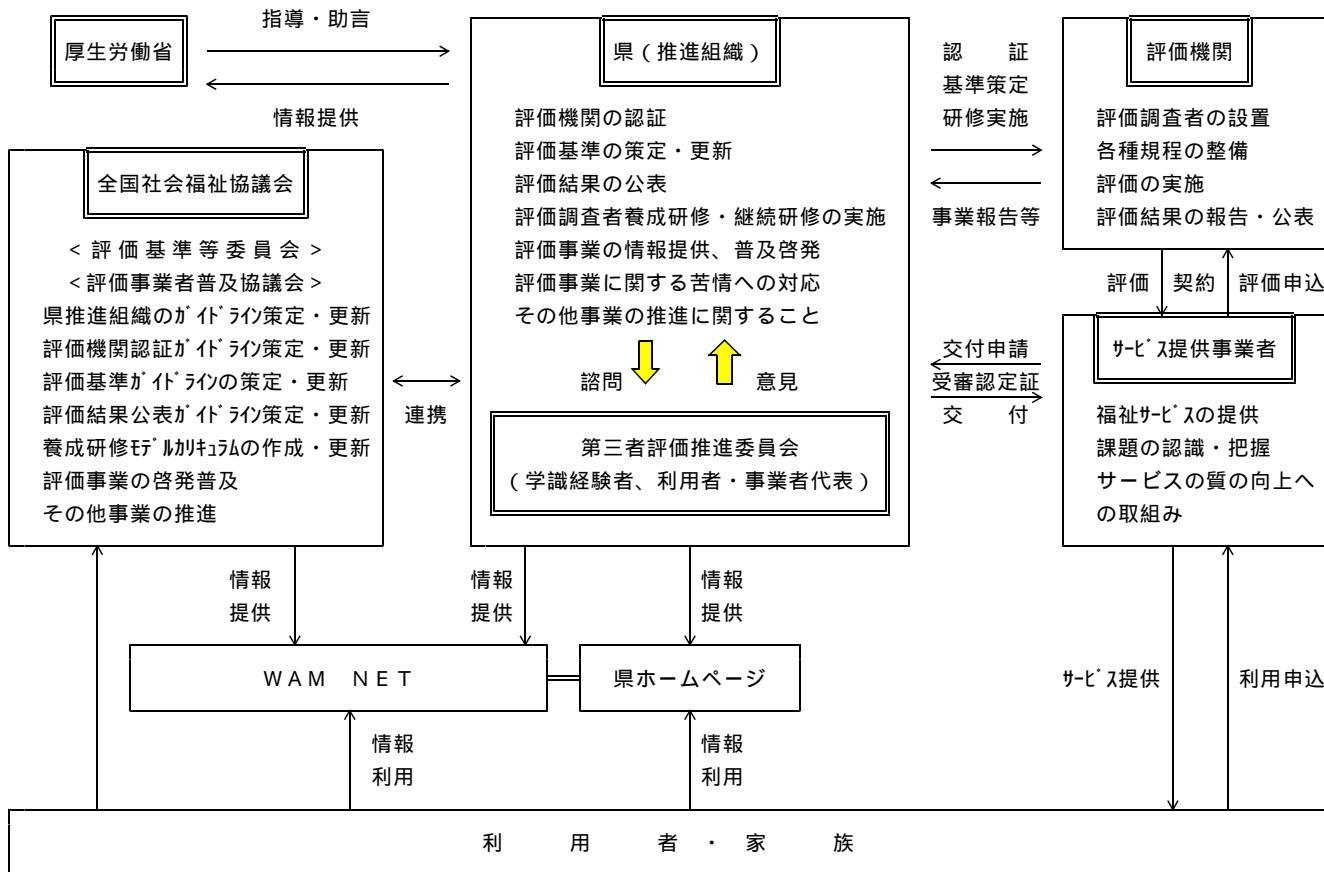 指導・助言
厚生労働省
情報提供
全国社会福祉協議会
<評価基準等委員会>
<評価事業者普及協議会>
県推進組織のｶﾞｲﾄﾞﾗｲﾝ策定・更新
評価機関認証ｶﾞｲﾄﾞﾗｲﾝ策定・更新
評価基準ｶﾞｲﾄﾞﾗｲﾝの策定・更新
評価結果公表ｶﾞｲﾄﾞﾗｲﾝ策定・更新
養成研修ﾓﾃﾞﾙｶﾘｷｭﾗﾑの作成・更新
評価事業の啓発普及
その他事業の推進
連携
県(推進組織)
評価機関の認証
評価基準の策定・更新
評価結果の公表
評価調査者養成研修・継続研修の実施
評価事業の情報提供、普及啓発
評価事業に関する苦情への対応
その他事業の推進に関すること
諮問 意見
第三者評価推進委員会
(学識経験者、利用者・事業者代表)
認 証
基準策定
研修実施
事業報告等
評価機関
評価調査者の設置
各種規程の整備
評価の実施
評価結果の報告・公表
評価 契約 評価申込
交付申請
受審認定証
交 付
ｻｰﾋﾞｽ提供事業者
福祉ｻｰﾋﾞｽの提供
課題の認識・把握
サービスの質の向上へ
の取組み
情報
提供
情報
提供
情報
提供
WAM NET
県ホームページ
ｻｰﾋﾞｽ提供 利用申込
情報
利用
情報
利用
利 用 者 ・ 家 族